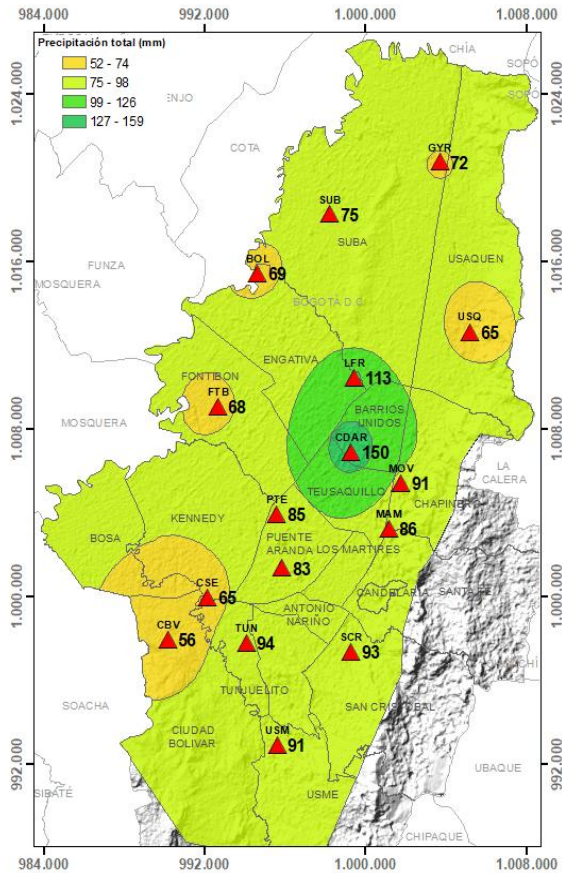 984.000 992.000 1.000.000 1.008.000
Precipitación total (mm)
52 - 74
75 - 98
99 - 126
127 - 159
CHÍA
SOPÓ
SOPÓ
1.024.000 1.024.000
ENJO
COTA
GYR
72
SUB
75
SUBA
1.016.000 1.016.000
FUNZA
BOL
69
USAQUEN
MOSQUERA
BOGOTÁ D.C.
USQ
65
ENGATIVA
LFR
113
FONTIBON
FTB
68
BARRIOS
UNIDOS
1.008.000 1.008.000
MOSQUERA
CDAR
150
LA
CALERA
MOV
91
TEUSAQUILLO
CHAPINERO
PTE
85
KENNEDY
MAM
86
BOSA
PUENTE
ARANDA
LOS MARTIRES
83
CSE
65
CANDELARIA
SANTA FE
1.000.000 1.000.000
ANTONIO
NARIÑO
CBV
56
TUN
94
SCR
93
CHÍ
TUNJUELITO
SAN CRISTOBAL
SOACHA
CIUDAD
BOLIVAR
USM
91
992.000 992.000
UBAQUE
SIBATÉ
USME
CHIPAQUE
984.000 992.000 1.000.000 1.008.000